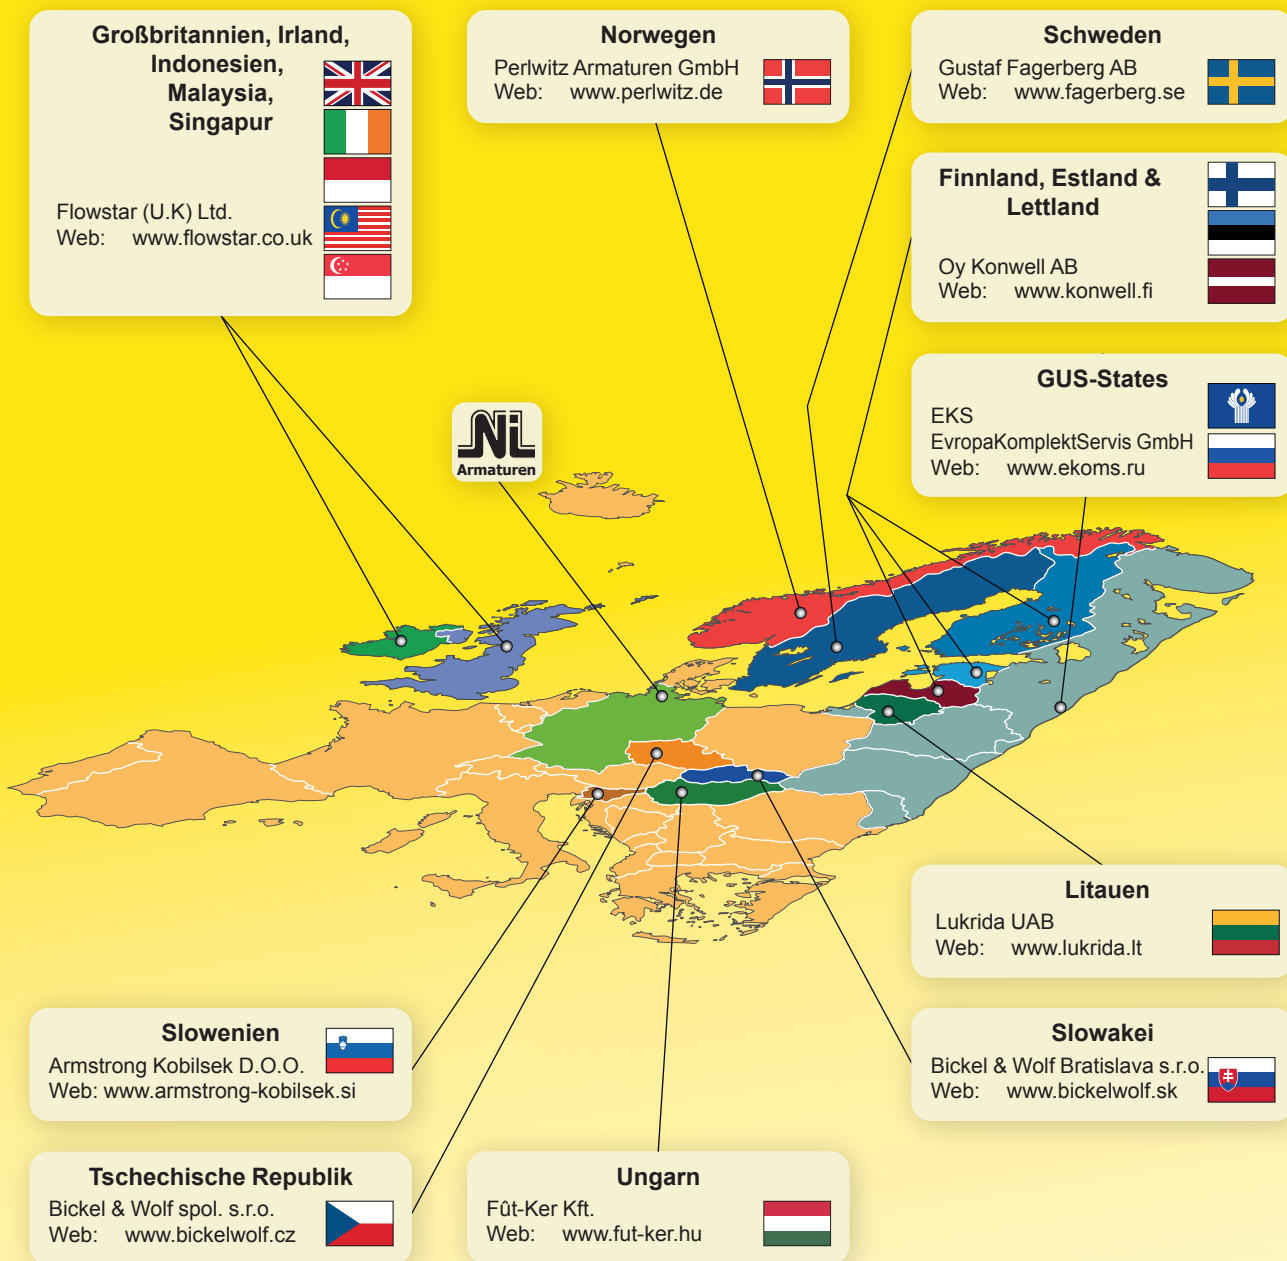 Großbritannien, Irland,
Indonesien,
Malaysia,
Singapur
Flowstar (U.K) Ltd.
Web: www.flowstar.co.uk
Norwegen
Perlwitz Armaturen GmbH
Web: www.perlwitz.de
Schweden
Gustaf Fagerberg AB
Web: www.fagerberg.se
Finnland, Estland &
Lettland
Oy Konwell AB
Web: www.konwell.fi
GUS-States
EKS
EvropaKomplektServis GmbH
Web: www.ekoms.ru
Ni
Armaturen
Litauen
Lukrida UAB
Web: www.lukrida.lt
Slowenien
Armstrong Kobilsek D.O.O.
Web: www.armstrong-kobilsek.si
Slowakei
Bickel & Wolf Bratislava s.r.o.
Web: www.bickelwolf.sk
Tschechische Republik
Bickel & Wolf spol. s.r.o.
Web: www.bickelwolf.cz
Ungarn
Fût-Ker Kft.
Web: www.fut-ker.hu